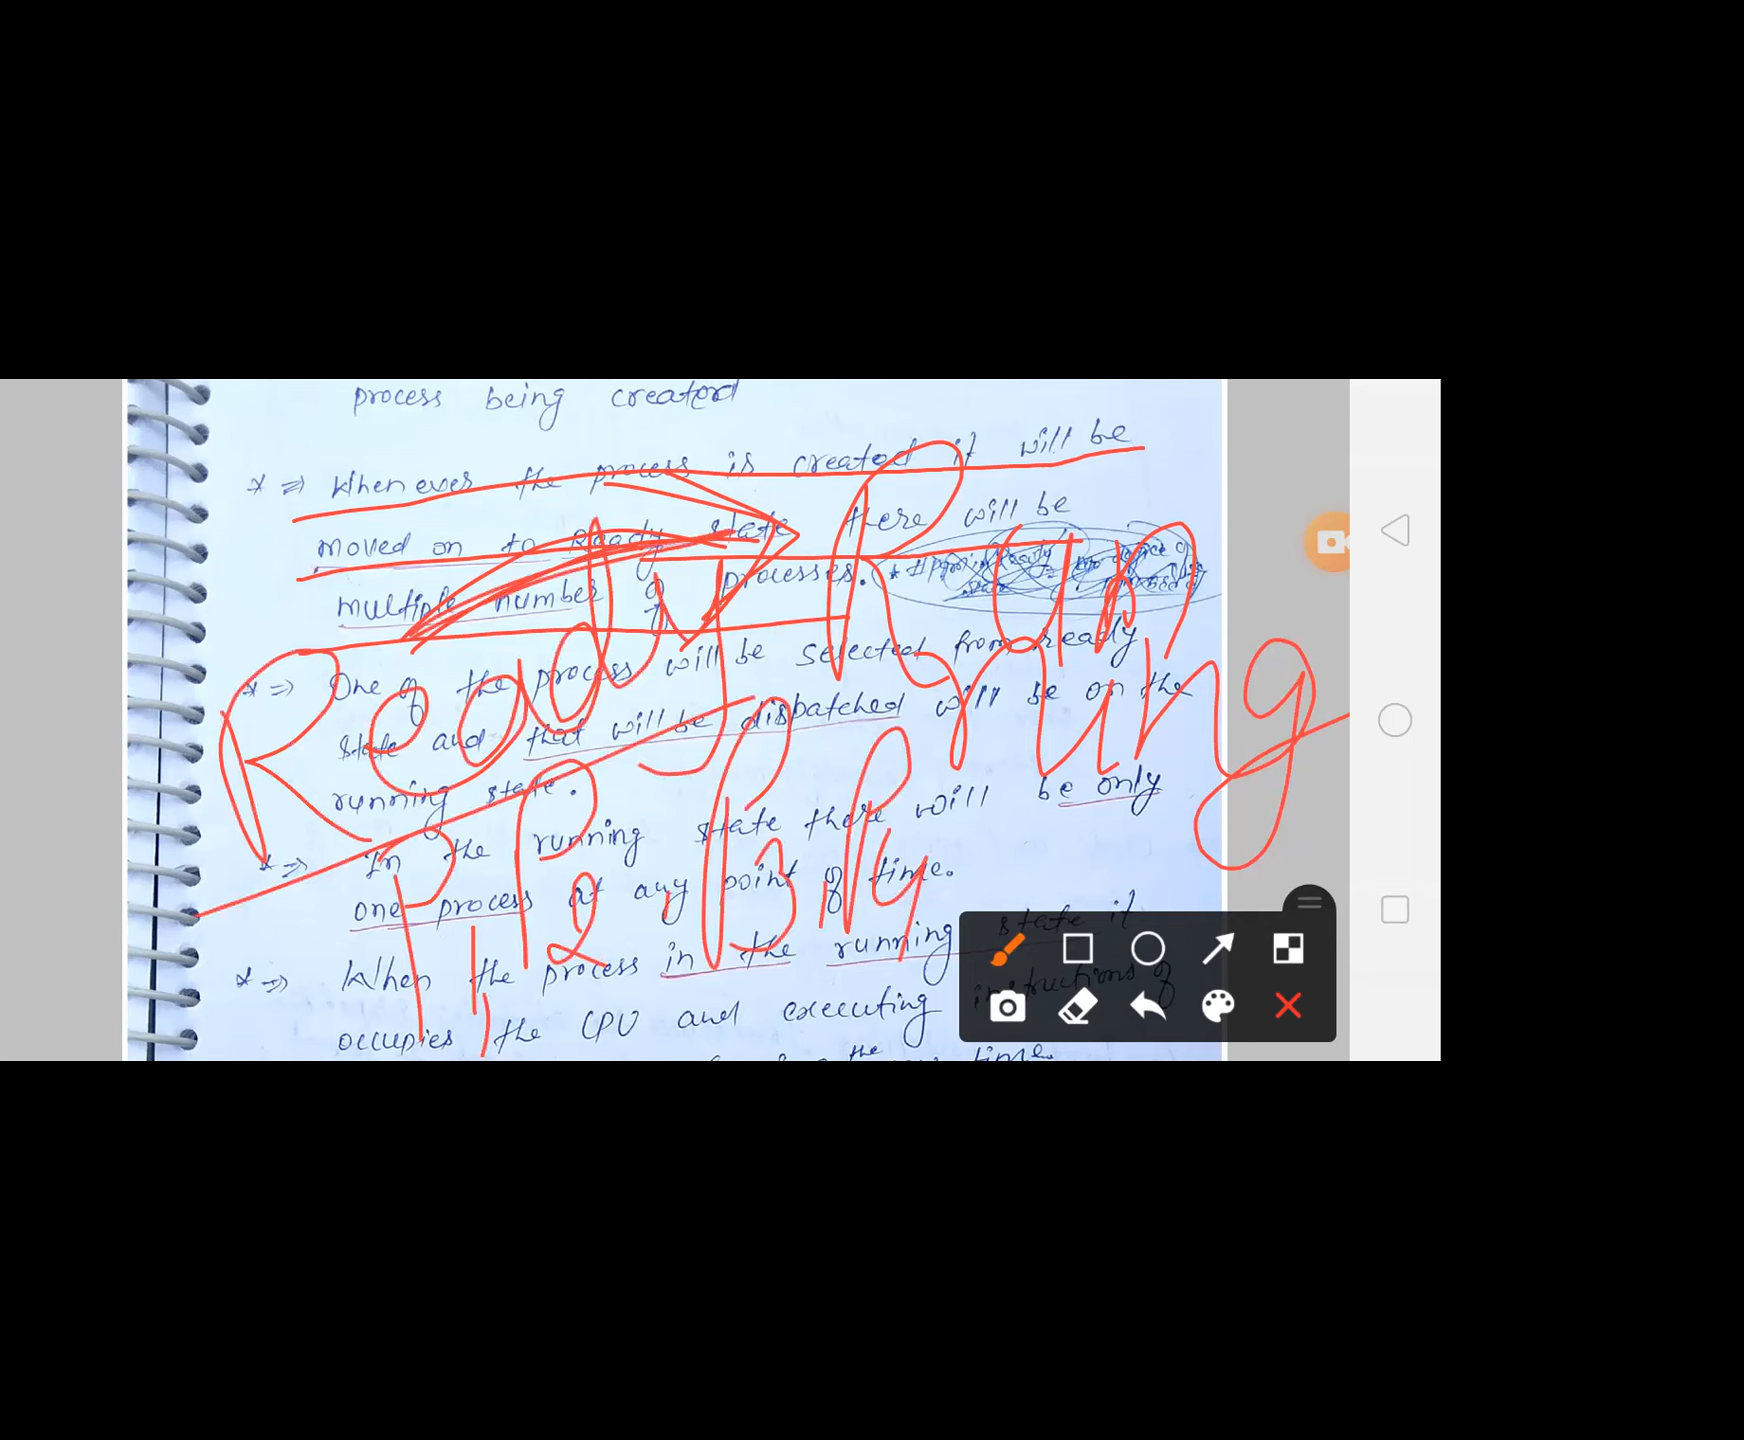 process being created
* ⇒ Whenever the process is created it will be
moved on to Ready state there will be
multiple number of processes.
* ⇒ One of the process will be selected from ready
state and that will be dispatched will be on the
running state.
* ⇒ In the running state there will be only
one process at any point of time.
* ⇒ When the process in the running state it
occupies the CPU and executing instructions of
the time.
Ready
Run
P1 P2 P3 P4